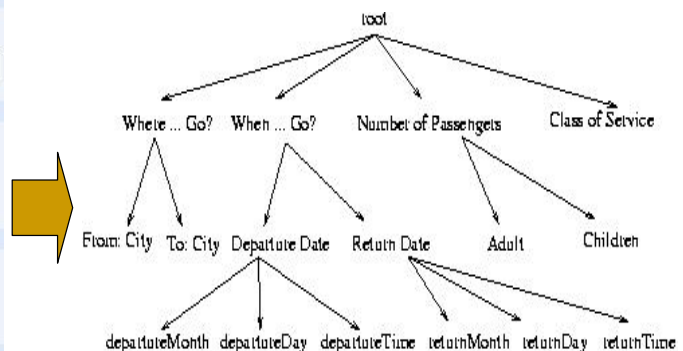 root
Where ... Go? When ... Go? Number of Passengers Class of Service
From: City To: City Departure Date Return Date Adult Children
departureMonth departureDay departureTime returnMonth returnDay returnTime